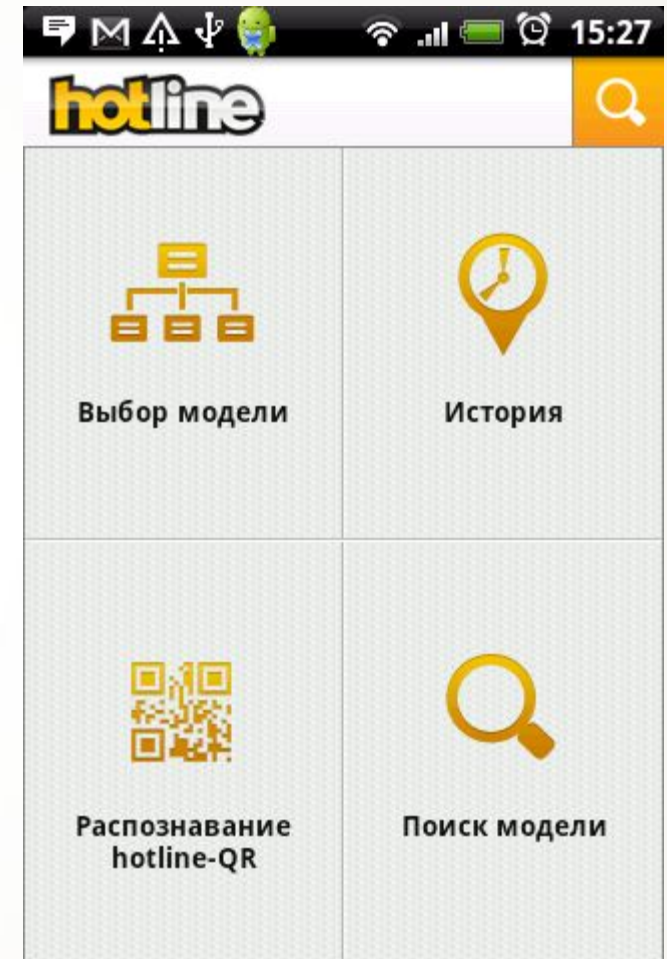 15:27
hotline
Выбор модели
История
Распознавание
hotline-QR
Поиск модели